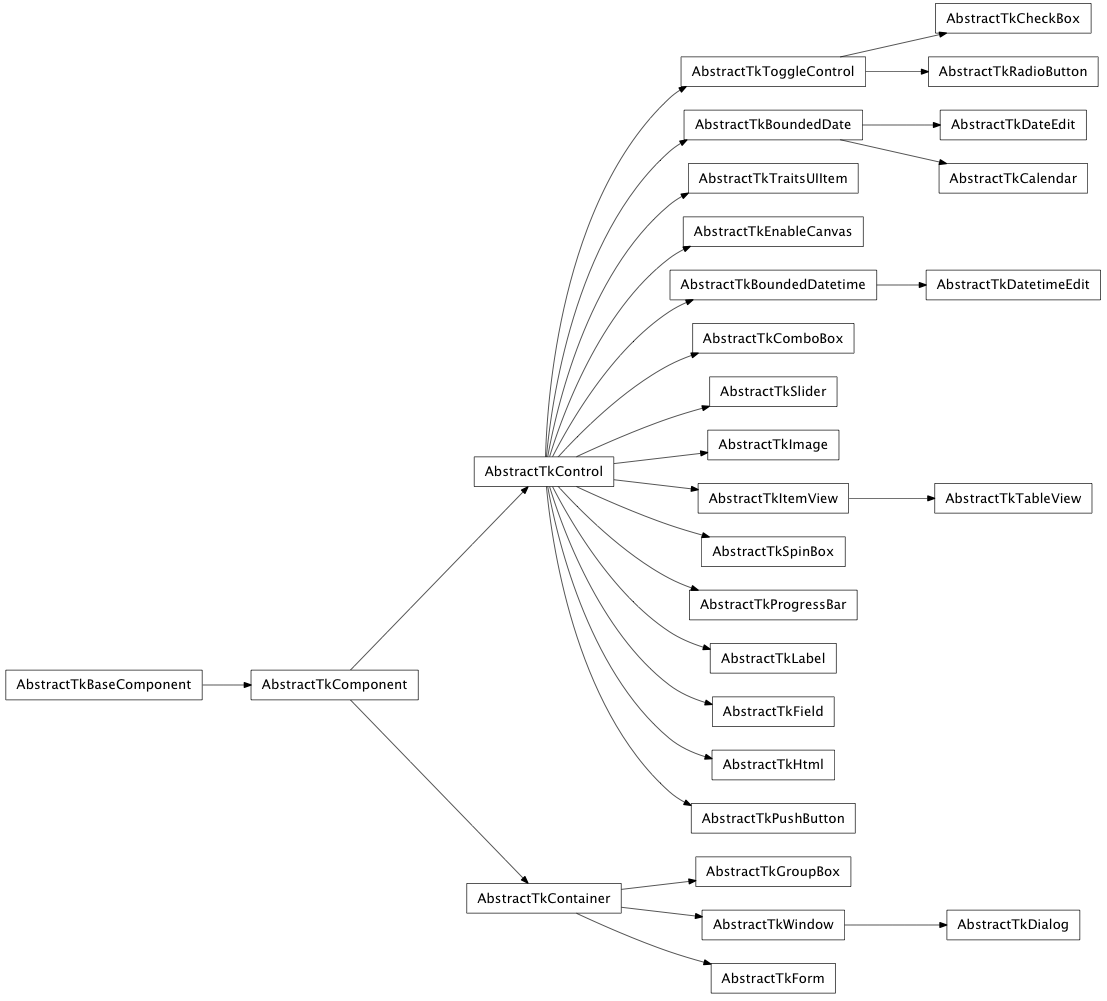 AbstractTkCheckBox
AbstractTkToggleControl
AbstractTkRadioButton
AbstractTkBoundedDate
AbstractTkDateEdit
AbstractTkTraitsUIItem
AbstractTkCalendar
AbstractTkEnableCanvas
AbstractTkBoundedDatetime
AbstractTkDatetimeEdit
AbstractTkComboBox
AbstractTkSlider
AbstractTkImage
AbstractTkControl
AbstractTkItemView
AbstractTkTableView
AbstractTkSpinBox
AbstractTkProgressBar
AbstractTkLabel
AbstractTkBaseComponent
AbstractTkComponent
AbstractTkField
AbstractTkHtml
AbstractTkPushButton
AbstractTkGroupBox
AbstractTkContainer
AbstractTkWindow
AbstractTkDialog
AbstractTkForm